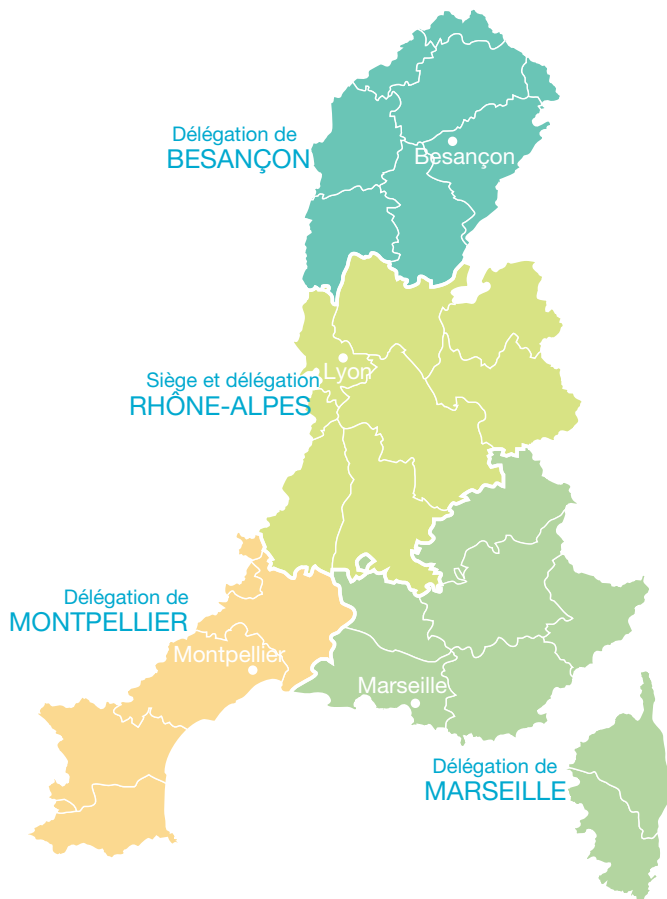 Délégation de
BESANÇON
Besançon
Lyon
Siège et délégation
RHÔNE-ALPES
Délégation de
MONTPELLIER
Montpellier
Marseille
Délégation de
MARSEILLE